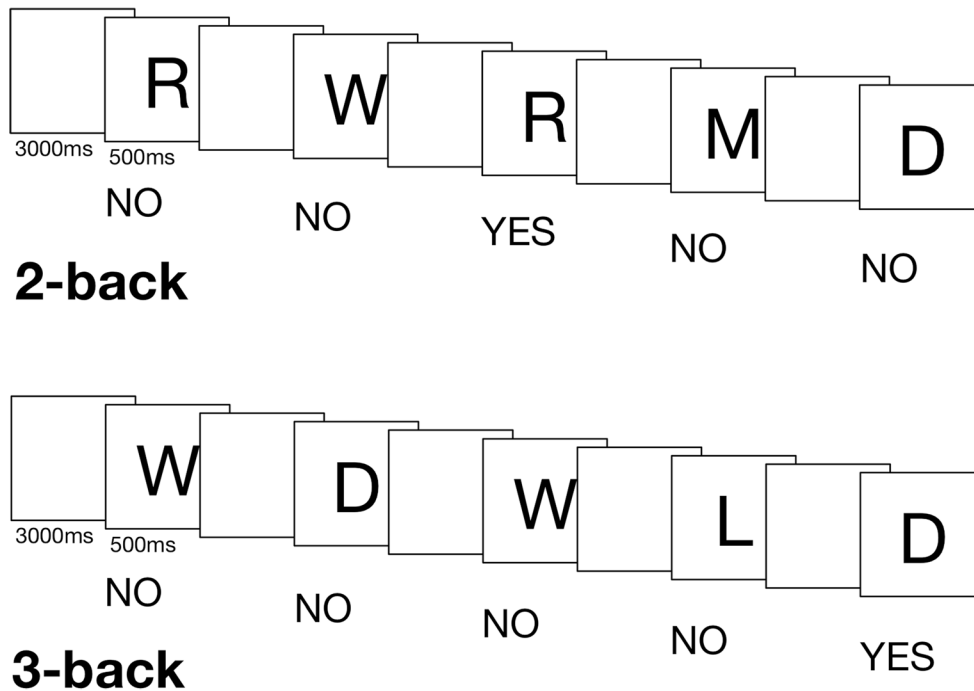 R W R M D
3000ms 500ms
NO NO YES NO NO
2-back
W D W L D
3000ms 500ms
NO NO NO NO YES
3-back